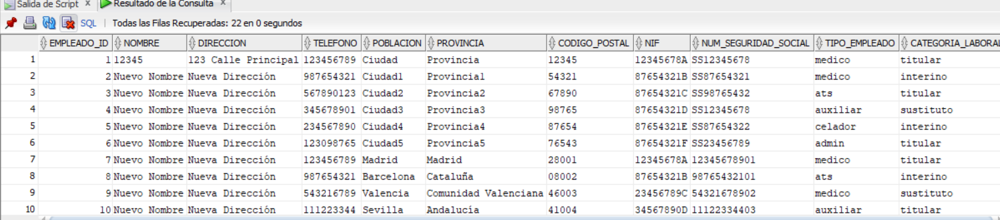 Salida de Script x Resultado de la Consulta x
SQL | Todas las Filas Recuperadas: 22 en 0 segundos
EMPLEADO_ID NOMBRE DIRECCION TELEFONO POBLACION PROVINCIA CODIGO_POSTAL NIF NUM_SEGURIDAD_SOCIAL TIPO_EMPLEADO CATEGORIA_LABORAL
1 1 12345 123 Calle Principal 123456789 Ciudad Provincia 12345 12345678A SS12345678 medico titular
2 2 Nuevo Nombre Nueva Dirección 987654321 Ciudad1 Provincia1 54321 87654321B SS87654321 medico interino
3 3 Nuevo Nombre Nueva Dirección 567890123 Ciudad2 Provincia2 67890 87654321C SS98765432 ats titular
4 4 Nuevo Nombre Nueva Dirección 345678901 Ciudad3 Provincia3 98765 87654321D SS12345678 auxiliar sustituto
5 5 Nuevo Nombre Nueva Dirección 234567890 Ciudad4 Provincia4 87654 87654321E SS87654322 celador interino
6 6 Nuevo Nombre Nueva Dirección 123098765 Ciudad5 Provincia5 76543 87654321F SS23456789 admin titular
7 7 Nuevo Nombre Nueva Dirección 123456789 Madrid Madrid 28001 12345678A 12345678901 medico titular
8 8 Nuevo Nombre Nueva Dirección 987654321 Barcelona Cataluña 08002 87654321B 98765432101 ats interino
9 9 Nuevo Nombre Nueva Dirección 543216789 Valencia Comunidad Valenciana 46003 23456789C 54321678902 medico sustituto
10 10 Nuevo Nombre Nueva Dirección 111223344 Sevilla Andalucía 41004 34567890D 11122334403 auxiliar titular